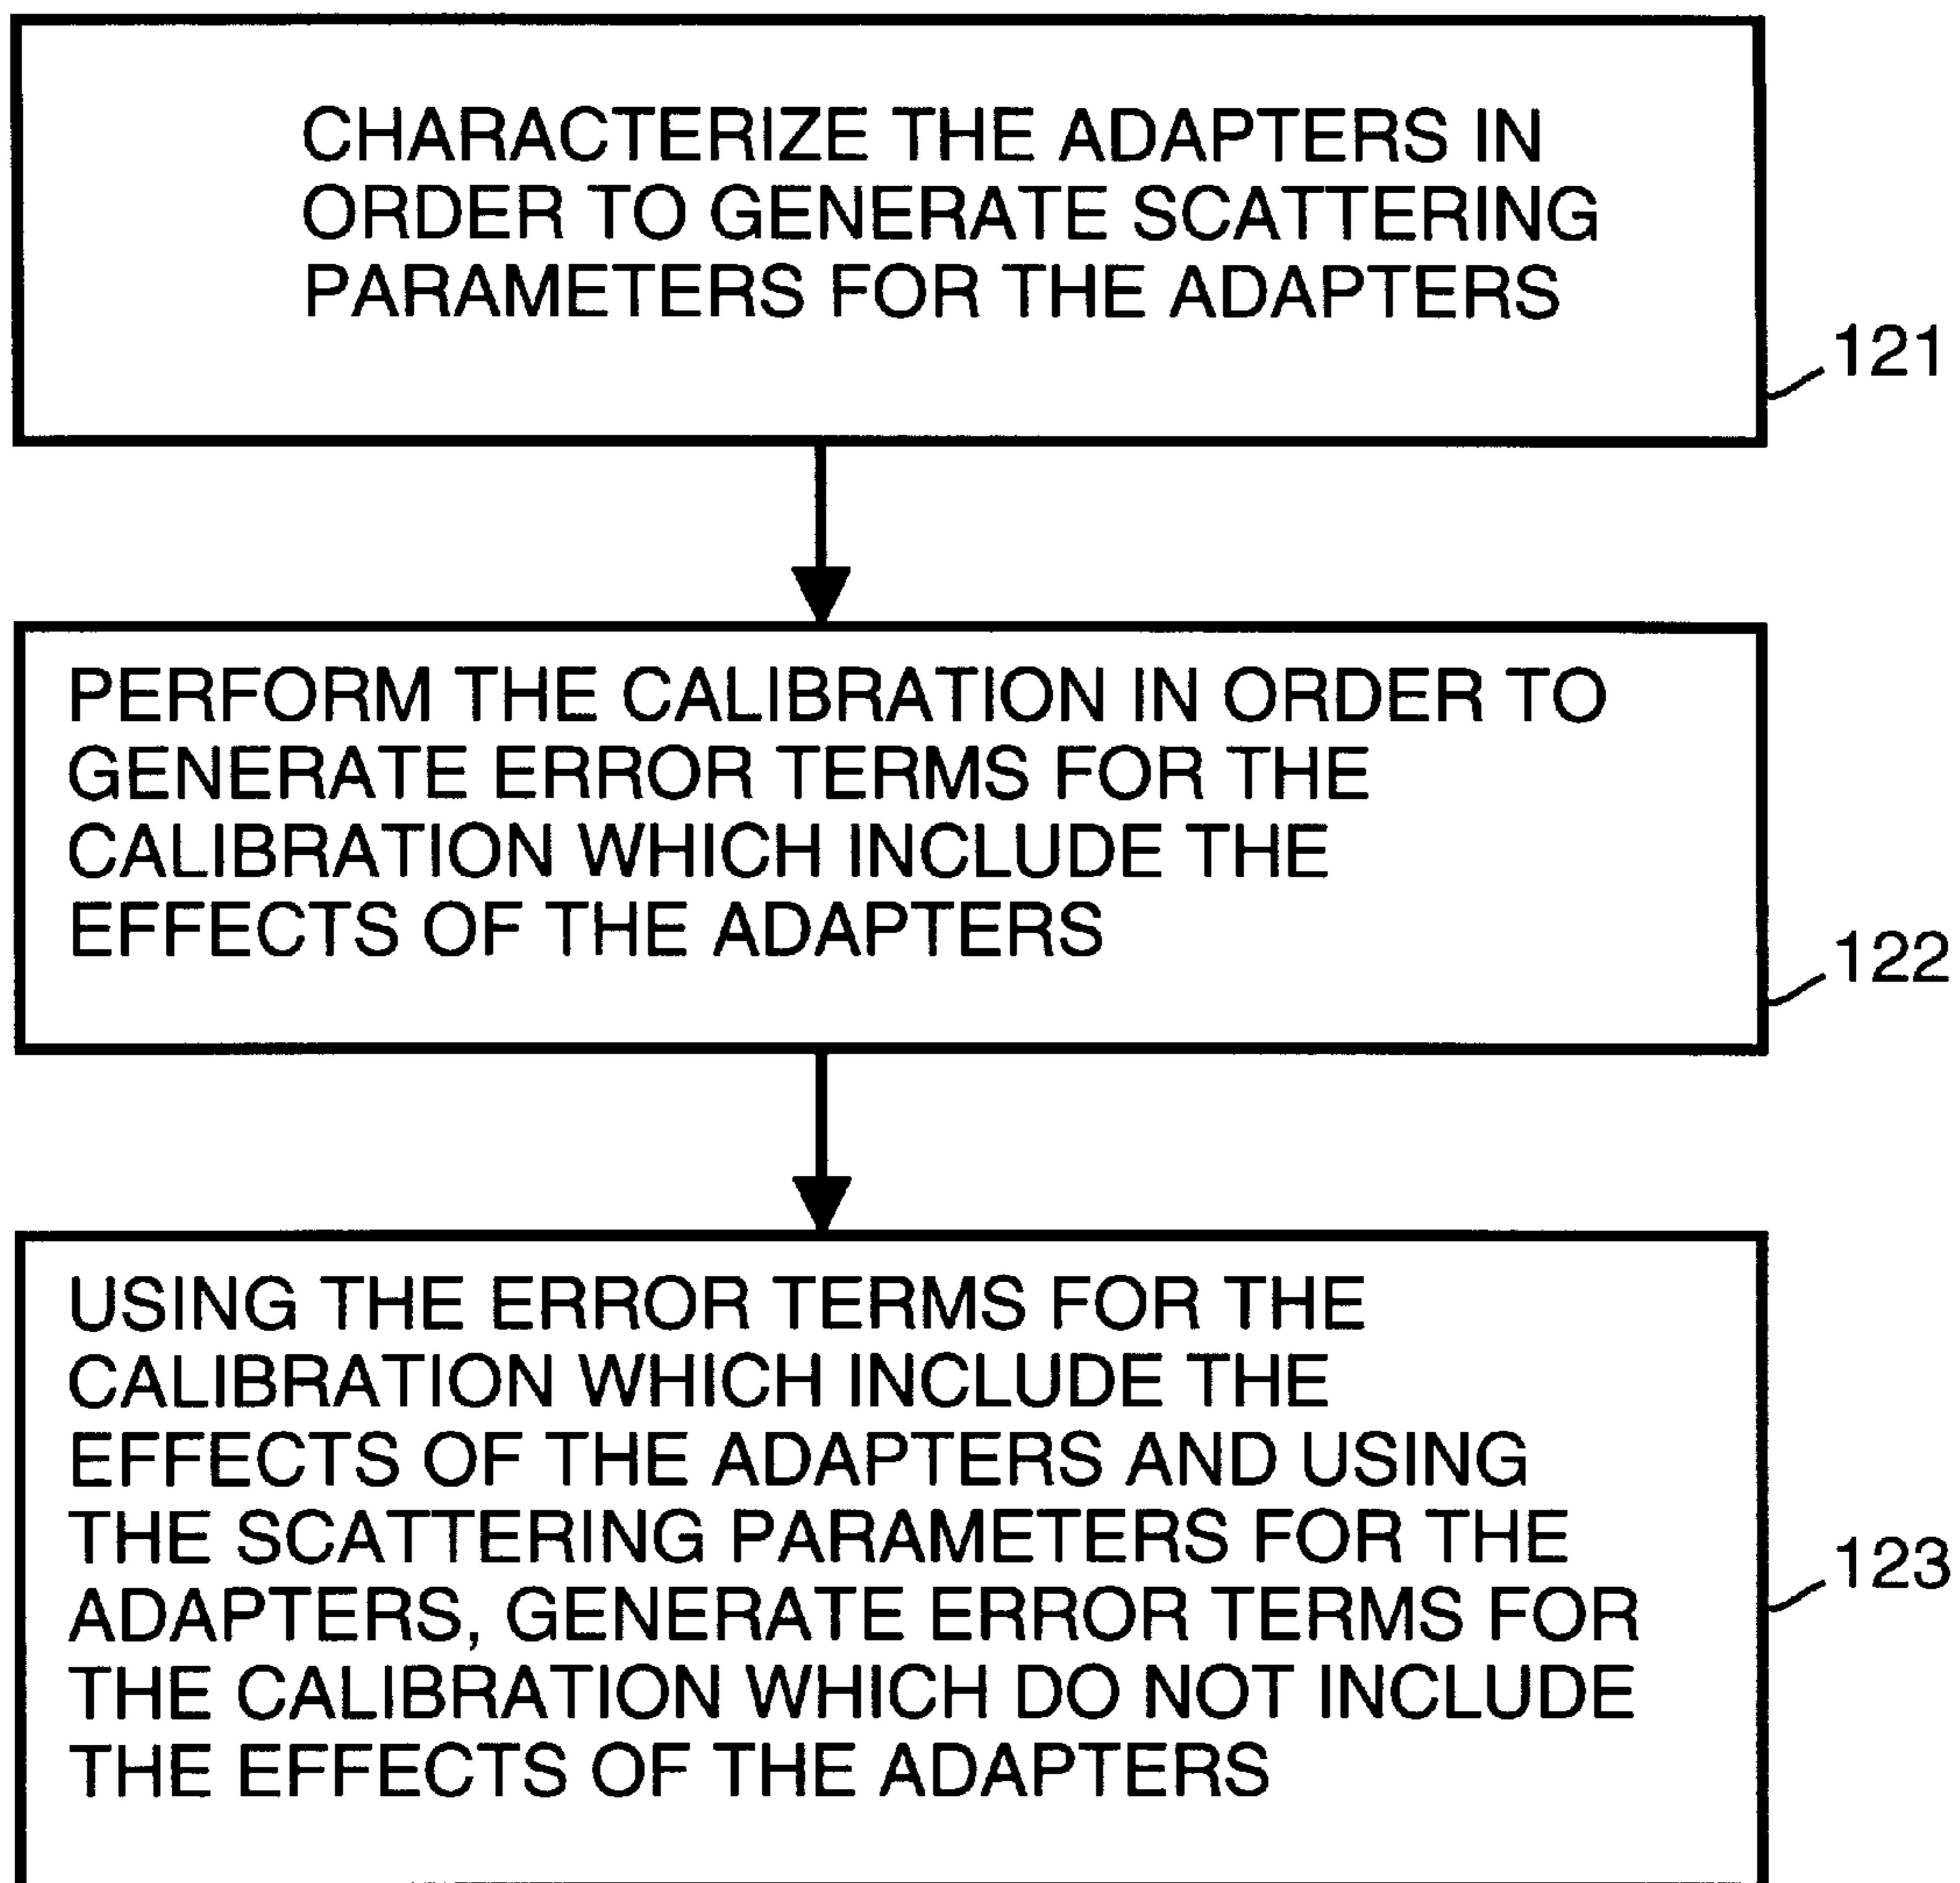 CHARACTERIZE THE ADAPTERS IN
ORDER TO GENERATE SCATTERING
PARAMETERS FOR THE ADAPTERS
121
PERFORM THE CALIBRATION IN ORDER TO
GENERATE ERROR TERMS FOR THE
CALIBRATION WHICH INCLUDE THE
EFFECTS OF THE ADAPTERS
122
USING THE ERROR TERMS FOR THE
CALIBRATION WHICH INCLUDE THE
EFFECTS OF THE ADAPTERS AND USING
THE SCATTERING PARAMETERS FOR THE
ADAPTERS, GENERATE ERROR TERMS FOR
THE CALIBRATION WHICH DO NOT INCLUDE
THE EFFECTS OF THE ADAPTERS
123